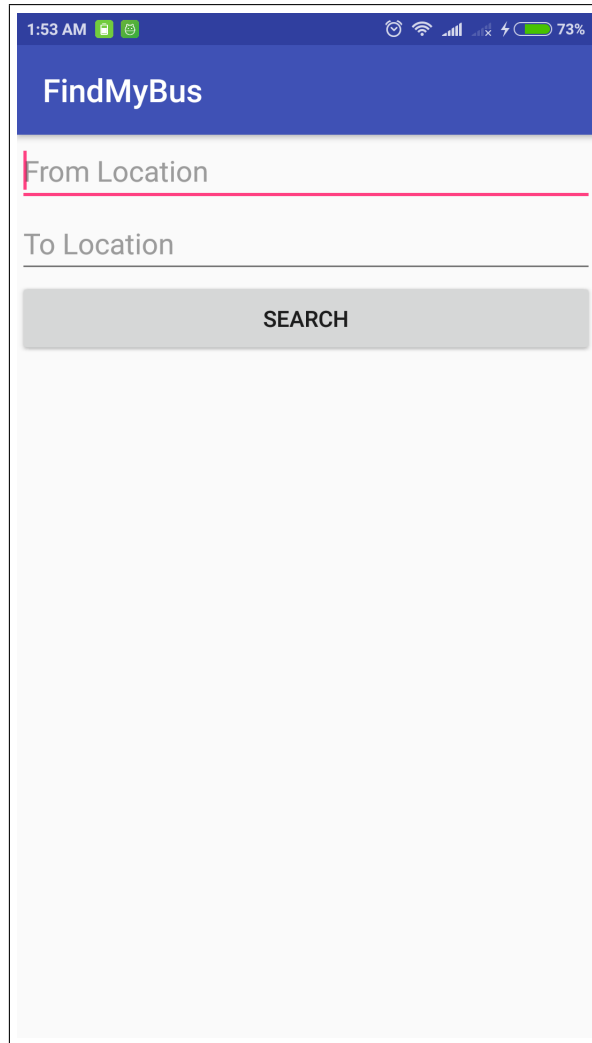 1:53 AM 73%
FindMyBus
From Location
To Location
SEARCH